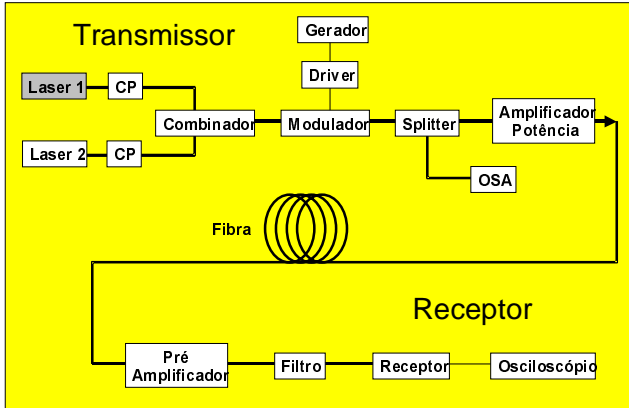 Transmissor
Gerador
Driver
Laser 1
CP
Combinador
Modulador
Splitter
Amplificador
Potência
Laser 2
CP
OSA
Fibra
Receptor
Pré
Amplificador
Filtro
Receptor
Osciloscópio